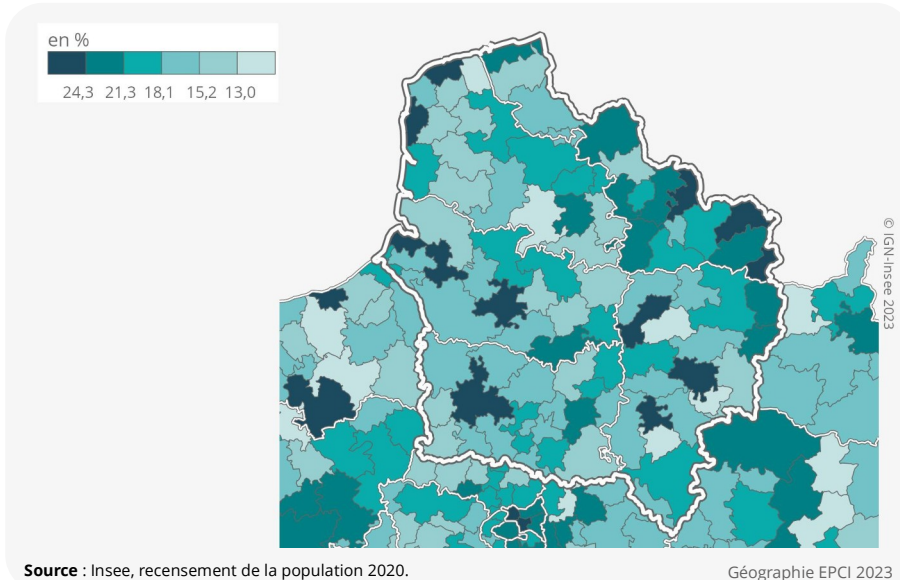 en %
24,3 21,3 18,1 15,2 13,0
© IGN-Insee 2023
Source : Insee, recensement de la population 2020.
Géographie EPCI 2023